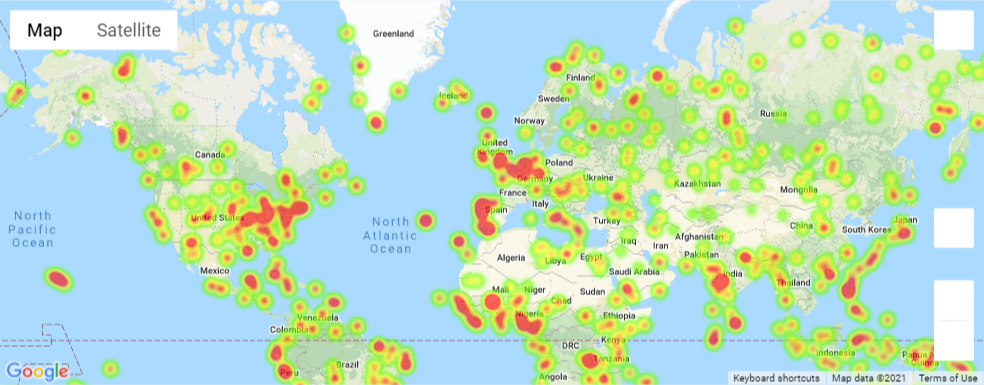 Map
Satellite
Greenland
Iceland
Finland
Sweden
Norway
Russia
United
Kingdom
Poland
Germany
Ukraine
France
Kazakhstan
Mongolia
Canada
United States
Spain
Italy
Turkey
North
Pacific
Ocean
North
Atlantic
Ocean
Japan
South Korea
China
Afghanistan
Iraq
Iran
Pakistan
Algeria
Libya
Egypt
Saudi Arabia
India
Mexico
Mali
Niger
Chad
Sudan
Thailand
Nigeria
Ethiopia
Venezuela
Colombia
Kenya
DRC
Tanzania
Indonesia
Papua New
Guinea
Peru
Brazil
Angola
Google
Keyboard shortcuts
Map data ©2021
Terms of Use